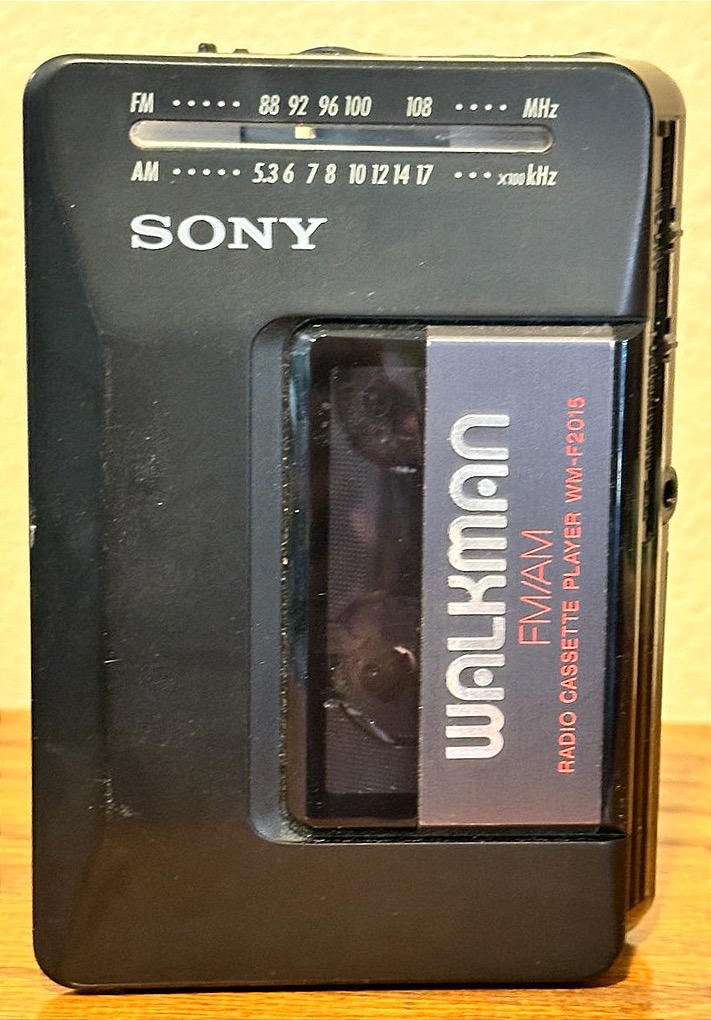 FM ····· 88 92 96 100 108 ···· MHz
AM ····· 5.3 6 7 8 10 12 14 17 ··· x100 kHz
SONY
WALKMAN
FM/AM
RADIO CASSETTE PLAYER WM-F2015